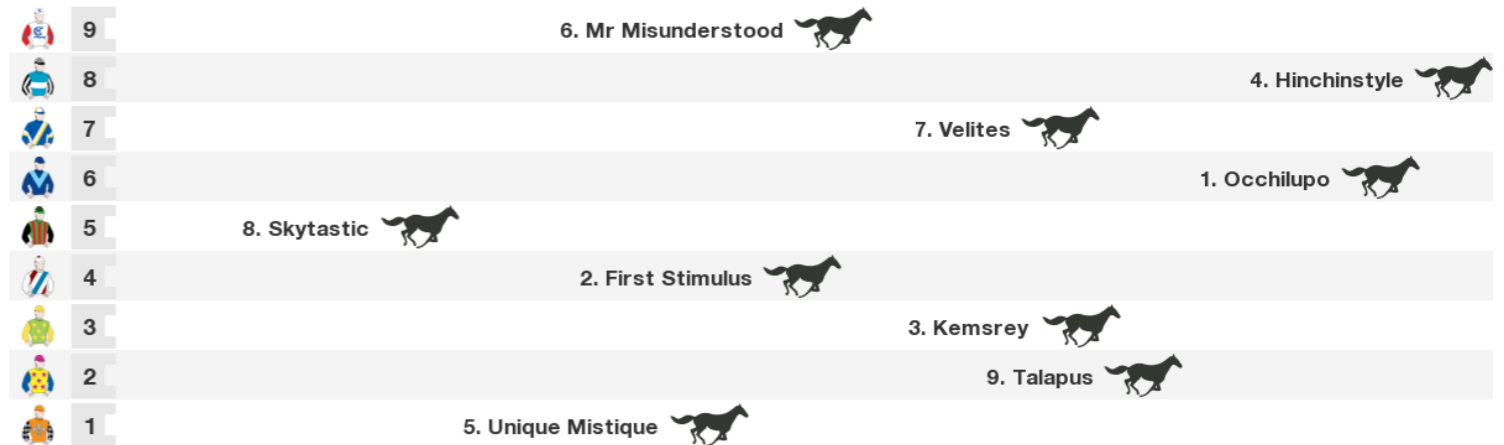 9 6. Mr Misunderstood
8 4. Hinchinstyle
7 7. Velites
6 1. Occhilupo
5 8. Skytastic
4 2. First Stimulus
3 3. Kemsrey
2 9. Talapus
1 5. Unique Mistique